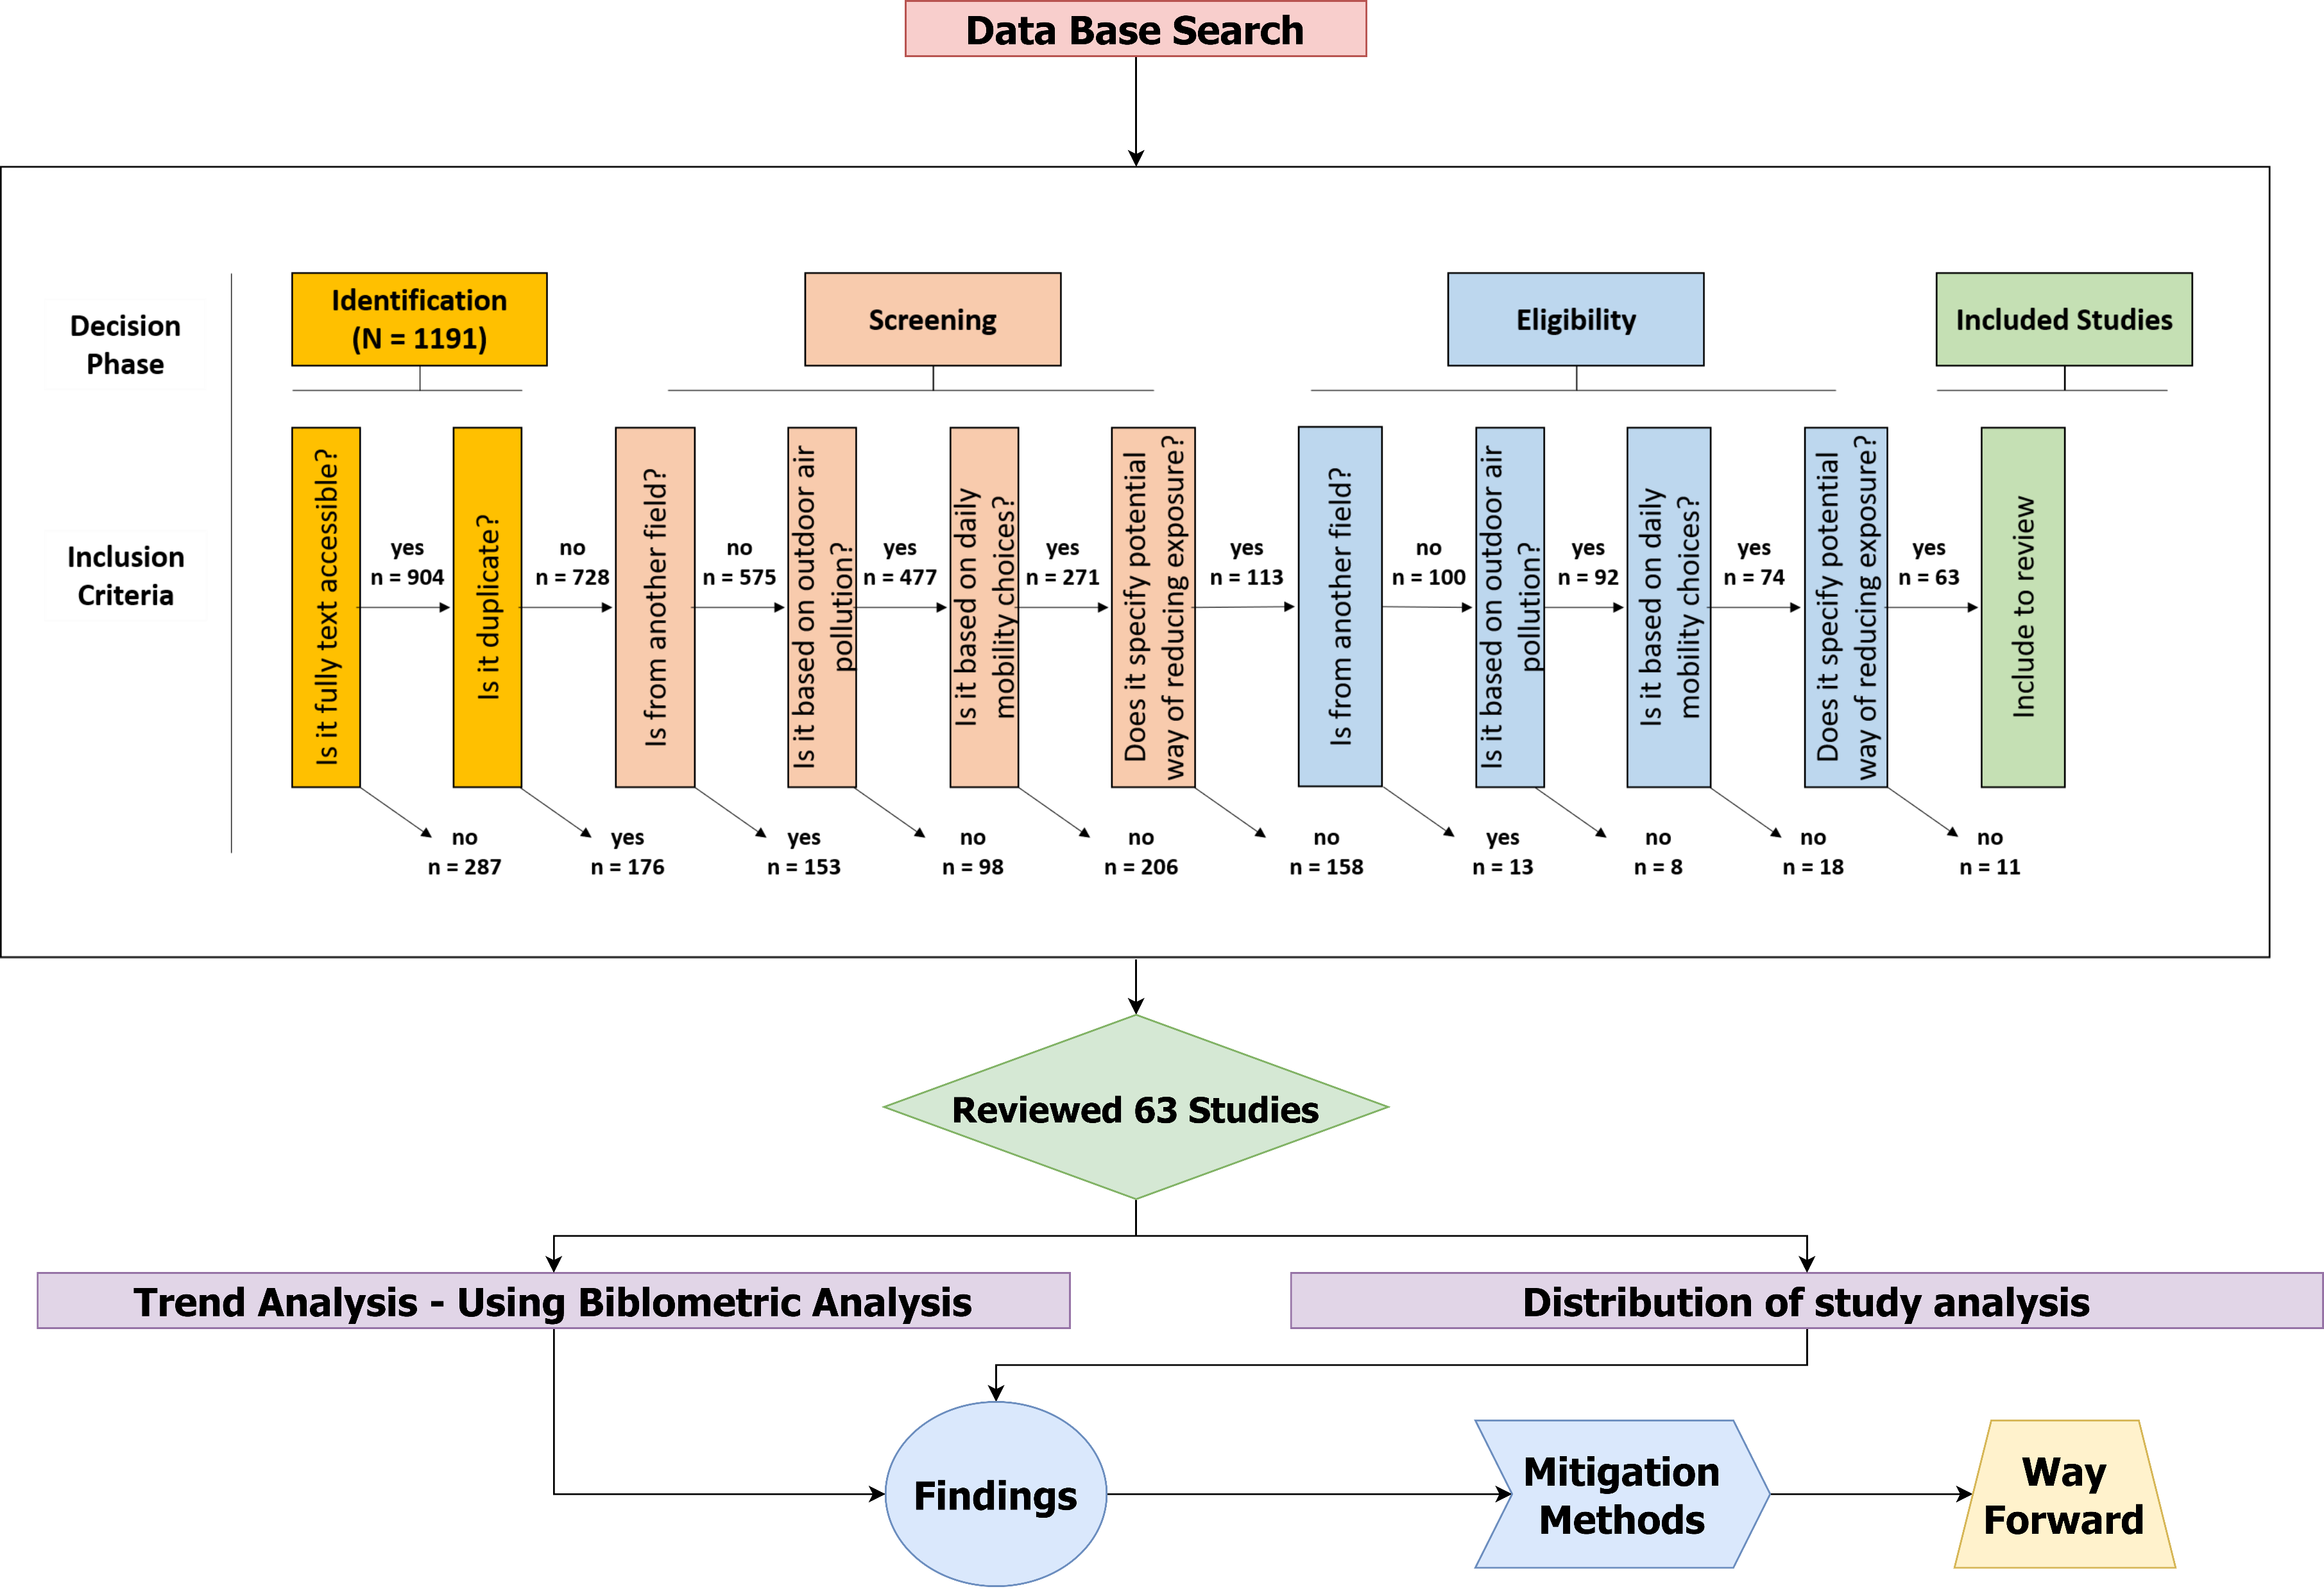 Data Base Search
Decision
Phase
Identification
(N = 1191)
Screening
Eligibility
Included Studies
Inclusion
Criteria
Is it fully text accessible?
yes
n = 904
Is it duplicate?
no
n = 728
Is from another field?
no
n = 575
Is it based on outdoor air
pollution?
yes
n = 477
Is it based on daily
mobility choices?
yes
n = 271
Does it specify potential
way of reducing exposure?
yes
n = 113
Is from another field?
no
n = 100
Is it based on outdoor air
pollution?
yes
n = 92
Is it based on daily
mobility choices?
yes
n = 74
Does it specify potential
way of reducing exposure?
yes
n = 63
Include to review
no
n = 287
yes
n = 176
yes
n = 153
no
n = 98
no
n = 206
no
n = 158
yes
n = 13
no
n = 8
no
n = 18
no
n = 11
Reviewed 63 Studies
Trend Analysis - Using Biblometric Analysis
Distribution of study analysis
Findings
Mitigation
Methods
Way
Forward